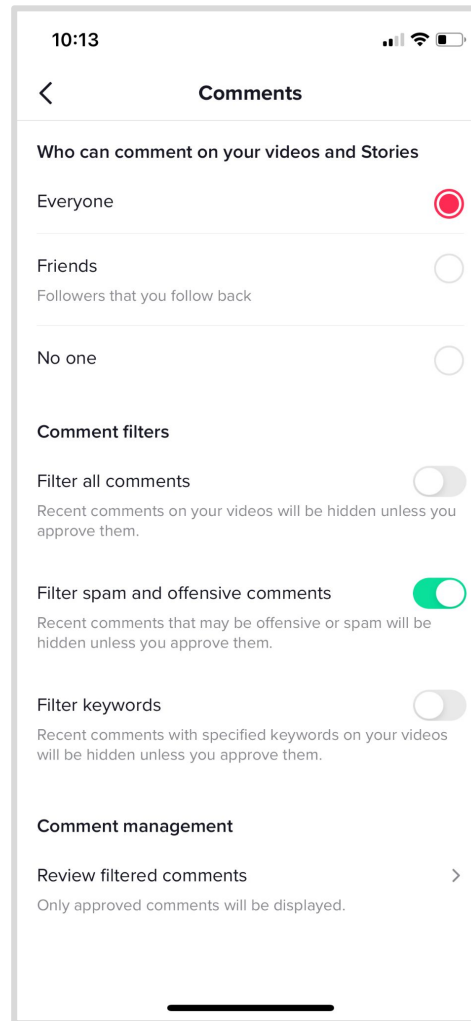 10:13
Comments
Who can comment on your videos and Stories
Everyone
Friends
Followers that you follow back
No one
Comment filters
Filter all comments
Recent comments on your videos will be hidden unless you
approve them.
Filter spam and offensive comments
Recent comments that may be offensive or spam will be
hidden unless you approve them.
Filter keywords
Recent comments with specified keywords on your videos
will be hidden unless you approve them.
Comment management
Review filtered comments
Only approved comments will be displayed.